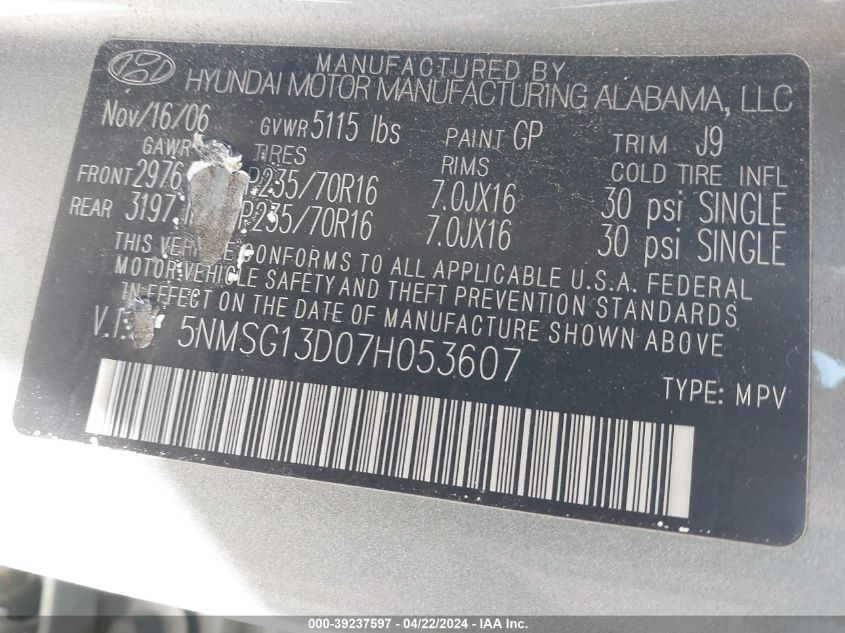 MANUFACTURED BY
HYUNDAI MOTOR MANUFACTURING ALABAMA, LLC
Nov/16/06 GVWR 5115 lbs PAINT GP TRIM J9
GAWR TIRES RIMS COLD TIRE INFL
FRONT 2976 P235/70R16 7.0JX16 30 psi SINGLE
REAR 3197 P235/70R16 7.0JX16 30 psi SINGLE
THIS VEHICLE CONFORMS TO ALL APPLICABLE U.S.A. FEDERAL
MOTOR VEHICLE SAFETY AND THEFT PREVENTION STANDARDS
IN EFFECT ON THE DATE OF MANUFACTURE SHOWN ABOVE.
V.I. 5NMSG13D07H053607
TYPE: MPV
000-39237597 - 04/22/2024 - IAA Inc.